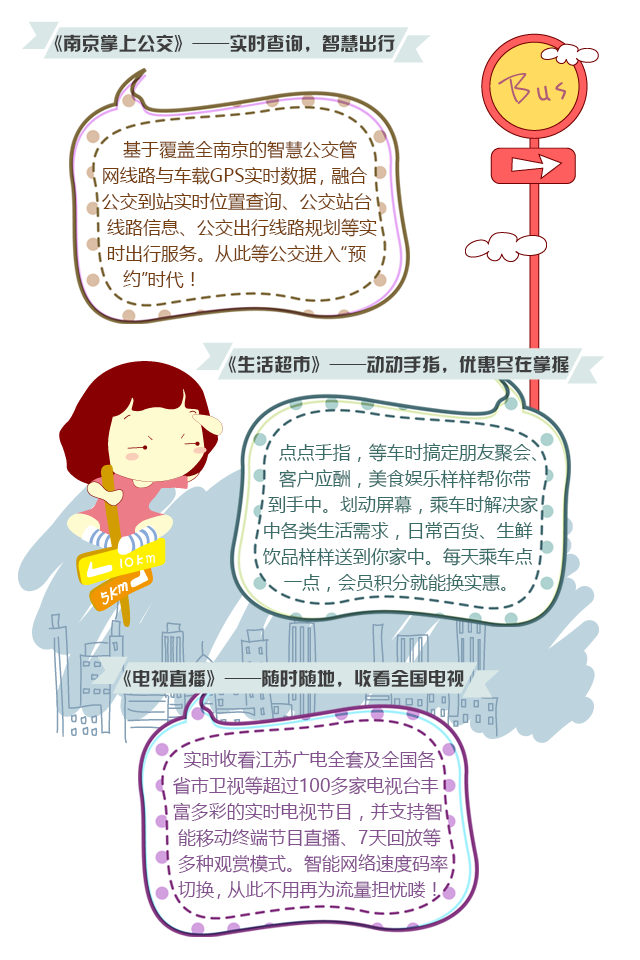 《南京掌上公交》——实时查询，智慧出行
Bus
基于覆盖全南京的智慧公交管
网线路与车载GPS实时数据，融合
公交到站实时位置查询、公交站台
线路信息、公交出行线路规划等实
时出行服务。从此等公交进入“预
约”时代！
《生活超市》——动动手指，优惠尽在掌握
点点手指，等车时搞定朋友聚会、
客户应酬，美食娱乐样样帮你带
到手中。划动屏幕，乘车时解决家
中各类生活需求，日常百货、生鲜
饮品样样送到你家中。每天乘车点
一点，会员积分就能换实惠。
10km
5km
《电视直播》——随时随地，收看全国电视
实时收看江苏广电全套及全国各
省市卫视等超过100多家电视台丰
富多彩的实时电视节目，并支持智
能移动终端节目直播、7天回放等
多种观赏模式。智能网络速度码率
切换，从此不用再为流量担忧喽！